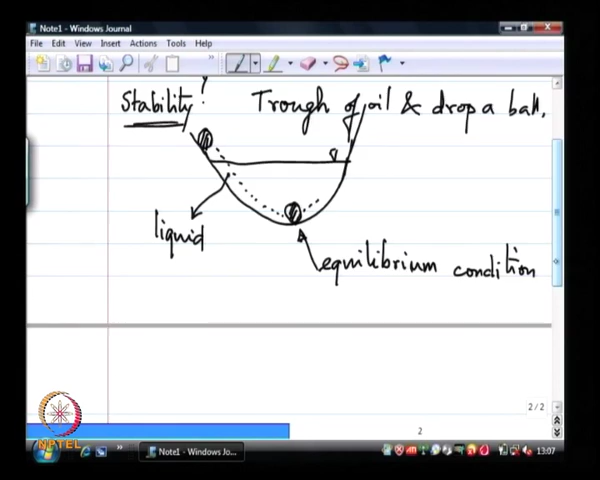 Note1 - Windows Journal
File Edit View Insert Actions Tools Help
Stability? Trough of oil & drop a ball.
liquid
equilibrium condition
2 / 2
2
NPTEL
Note1 - Windows Jo...
13:07